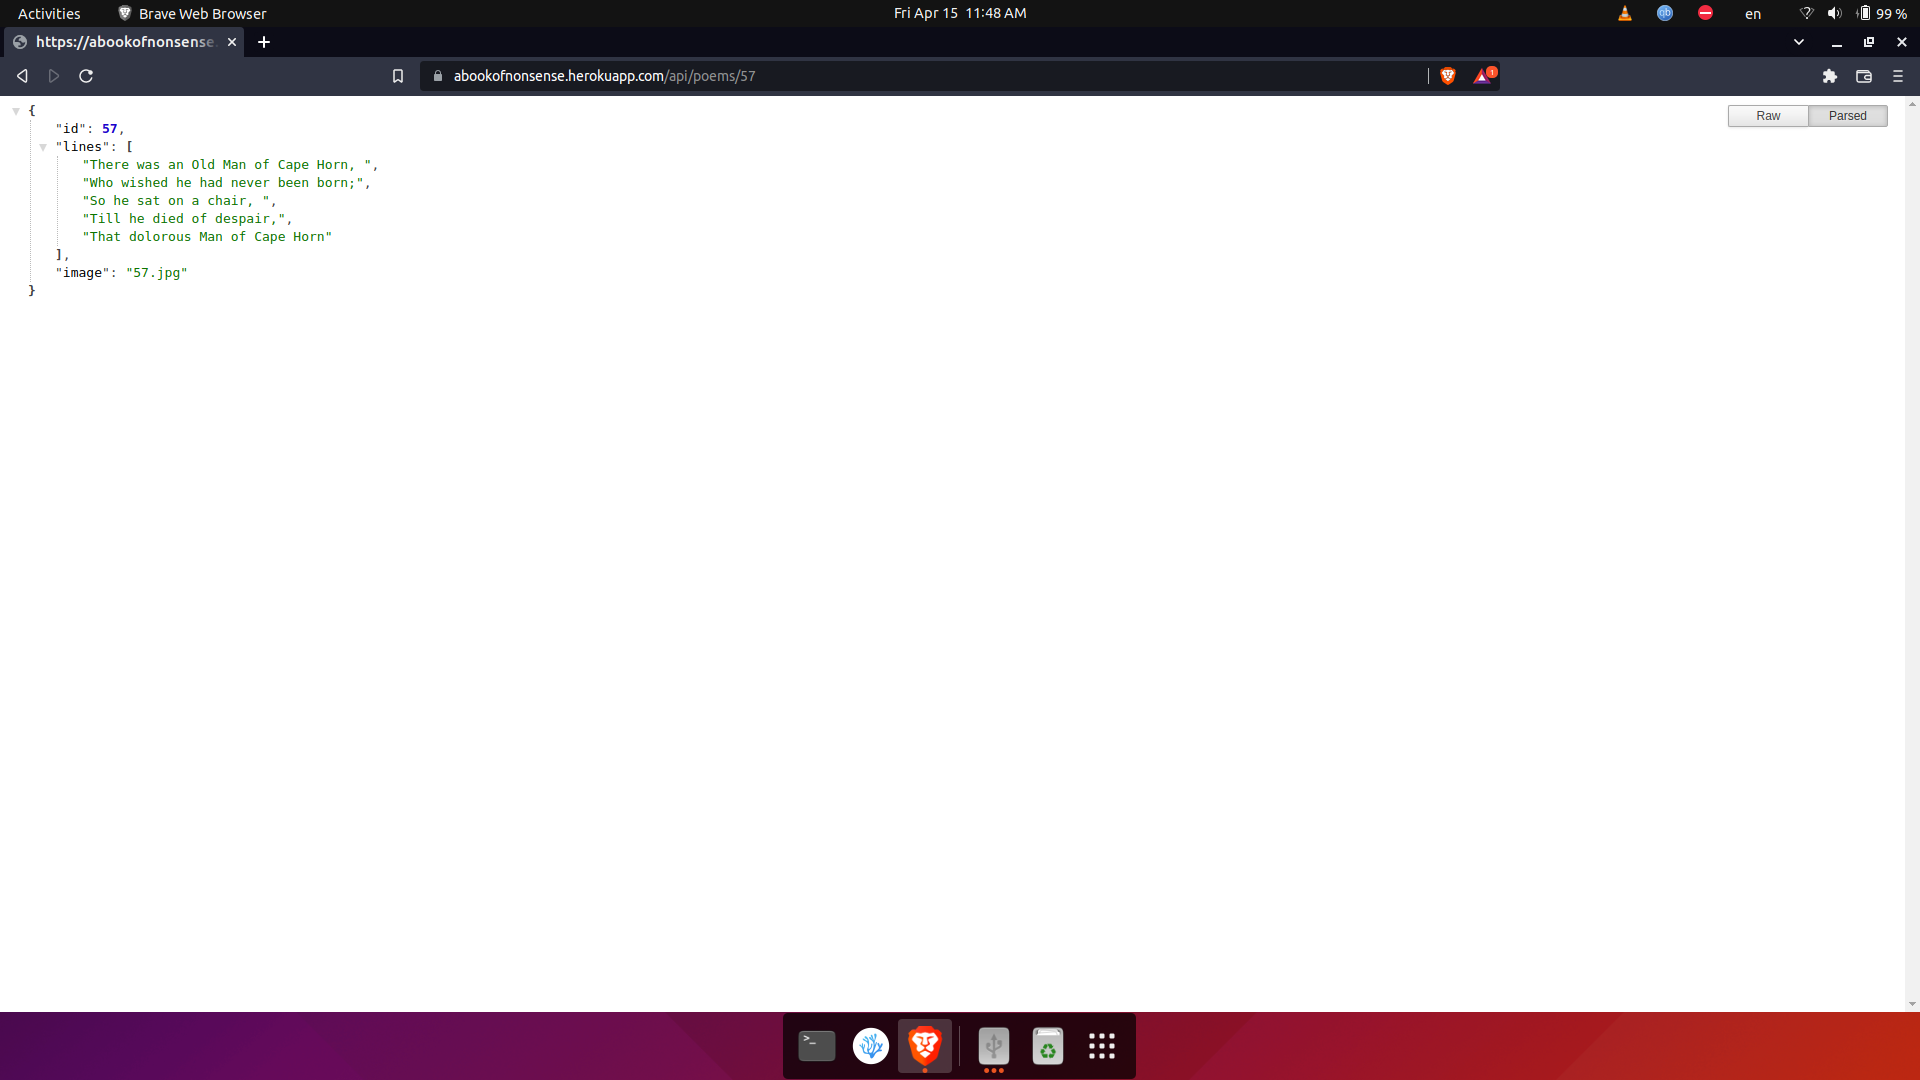 Activities
Brave Web Browser
Fri Apr 15 11:48 AM
qb
en
99 %
https://abookofnonsense.
abookofnonsense.herokuapp.com/api/poems/57
1
Raw
Parsed
{
"id": 57,
"lines": [
"There was an Old Man of Cape Horn, ",
"Who wished he had never been born;",
"So he sat on a chair, ",
"Till he died of despair,",
"That dolorous Man of Cape Horn"
],
"image": "57.jpg"
}
>_